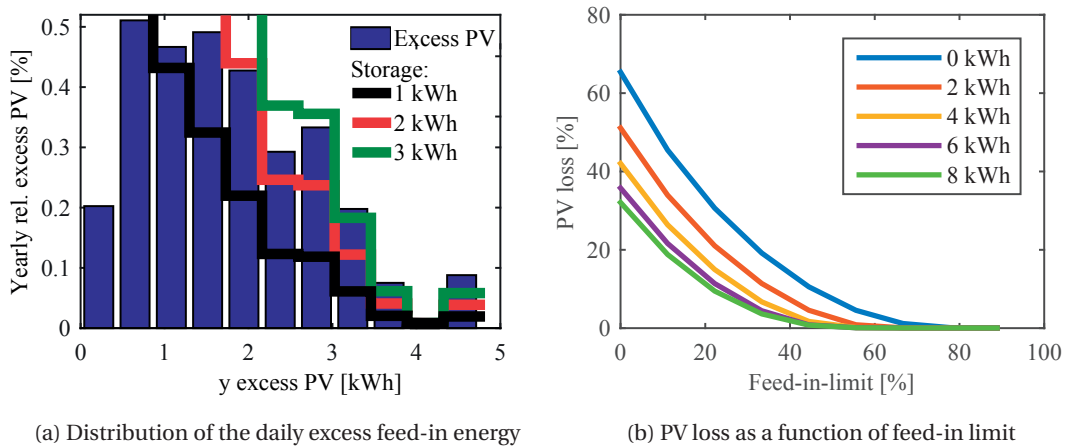 0.5
0.4
0.3
0.2
0.1
0
Yearly rel. excess PV [%]
Excess PV
Storage:
1 kWh
2 kWh
3 kWh
0 1 2 3 4 5
y excess PV [kWh]
(a) Distribution of the daily excess feed-in energy
80
60
40
20
0
PV loss [%]
0 kWh
2 kWh
4 kWh
6 kWh
8 kWh
0 20 40 60 80 100
Feed-in-limit [%]
(b) PV loss as a function of feed-in limit